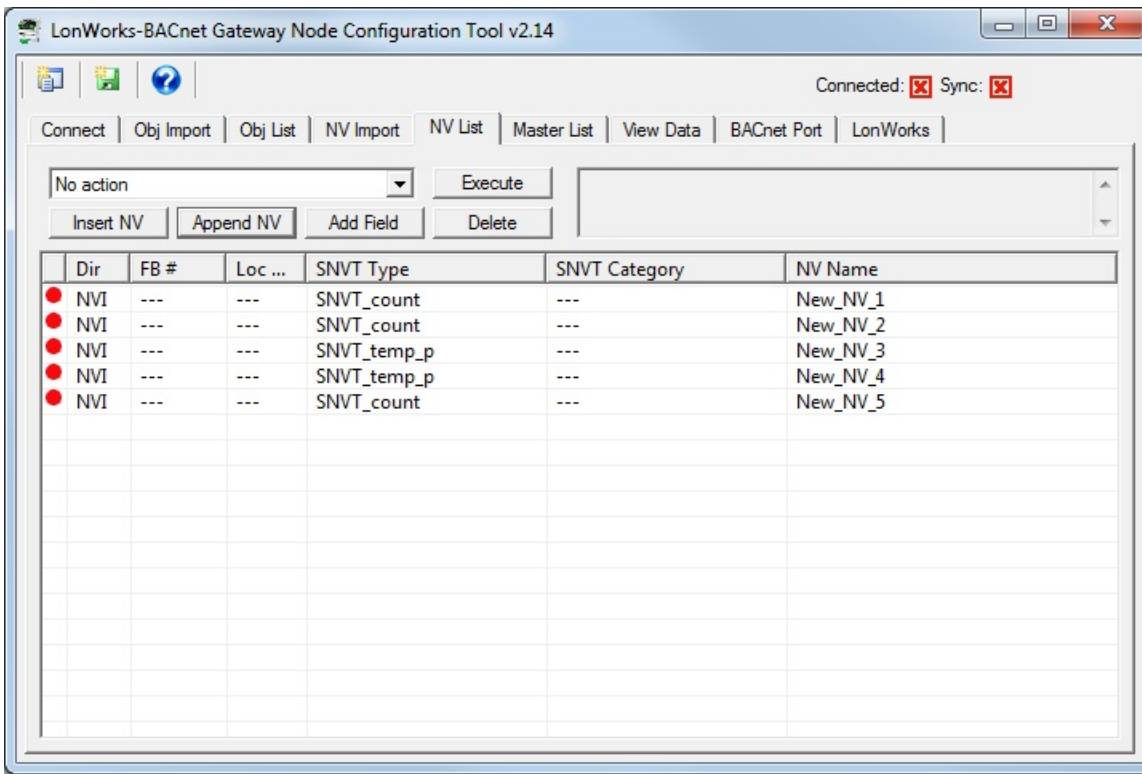 LonWorks-BACnet Gateway Node Configuration Tool v2.14
Connected: Sync:
Connect Obj Import Obj List NV Import NV List Master List View Data BACnet Port LonWorks
No action Execute
Insert NV Append NV Add Field Delete
Dir FB # Loc ... SNVT Type SNVT Category NV Name
NVI --- --- SNVT_count --- New_NV_1
NVI --- --- SNVT_count --- New_NV_2
NVI --- --- SNVT_temp_p --- New_NV_3
NVI --- --- SNVT_temp_p --- New_NV_4
NVI --- --- SNVT_count --- New_NV_5